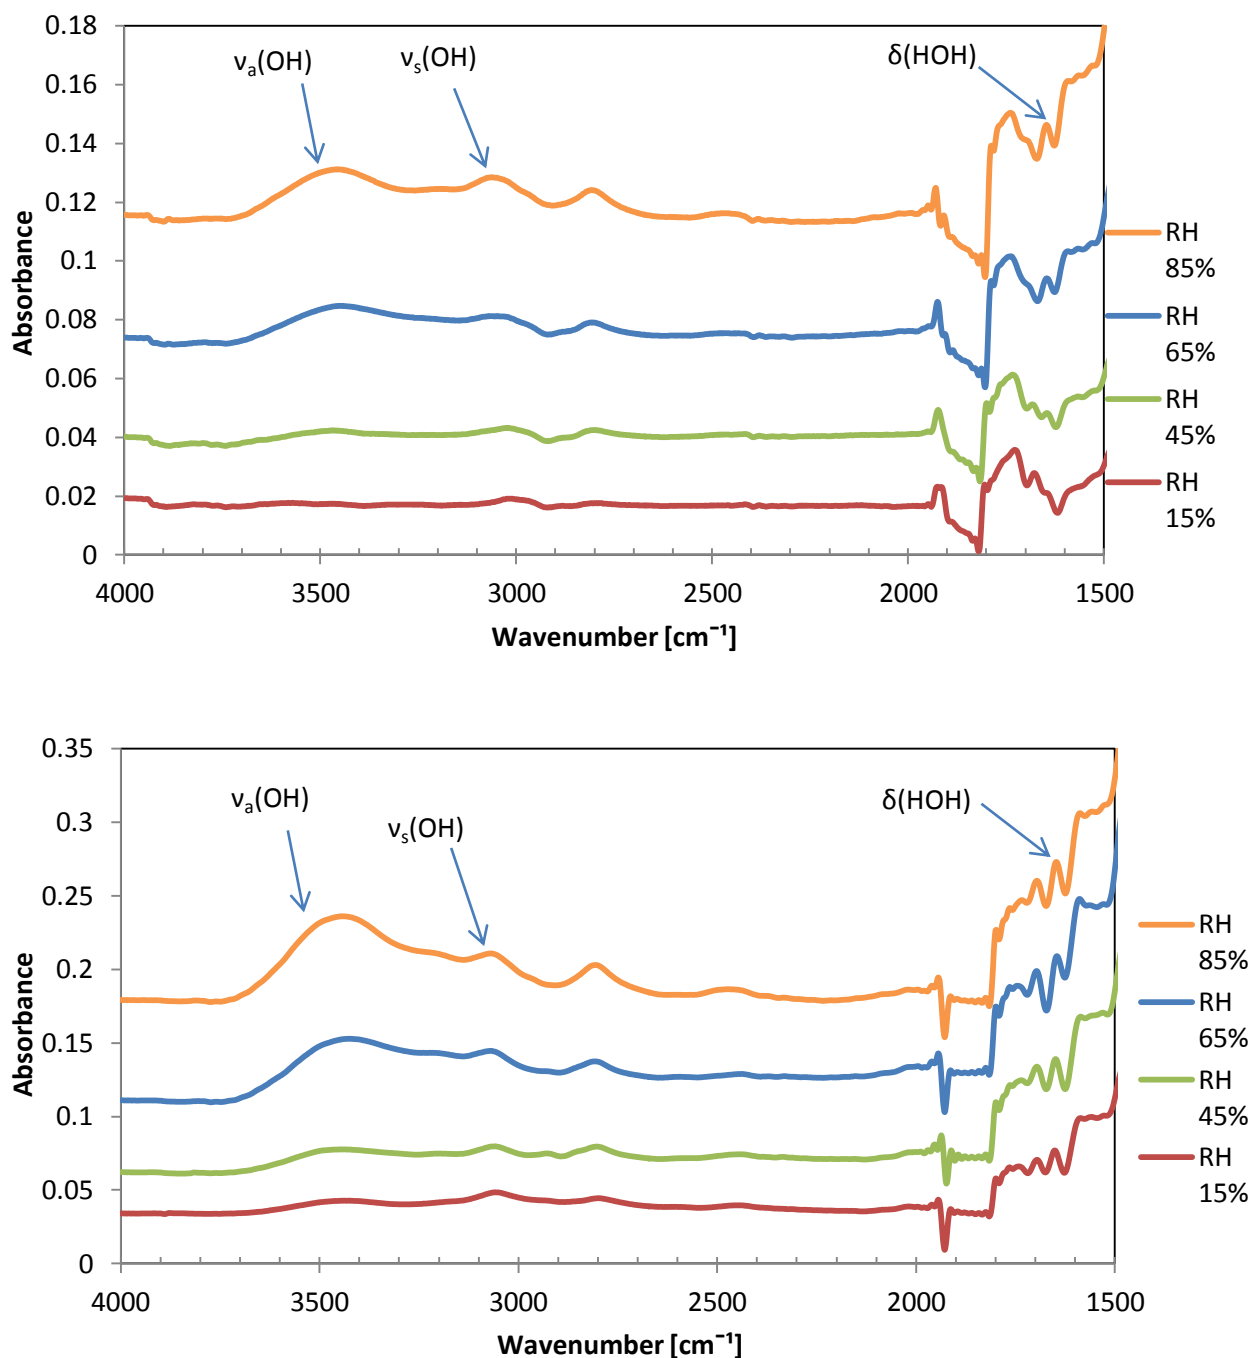 0.18
0.16
0.14
0.12
0.1
0.08
0.06
0.04
0.02
0
Absorbance
νₐ(OH)
νₛ(OH)
δ(HOH)
RH
85%
RH
65%
RH
45%
RH
15%
4000 3500 3000 2500 2000 1500
Wavenumber [cm⁻¹]
0.35
0.3
0.25
0.2
0.15
0.1
0.05
0
Absorbance
νₐ(OH)
νₛ(OH)
δ(HOH)
RH
85%
RH
65%
RH
45%
RH
15%
4000 3500 3000 2500 2000 1500
Wavenumber [cm⁻¹]